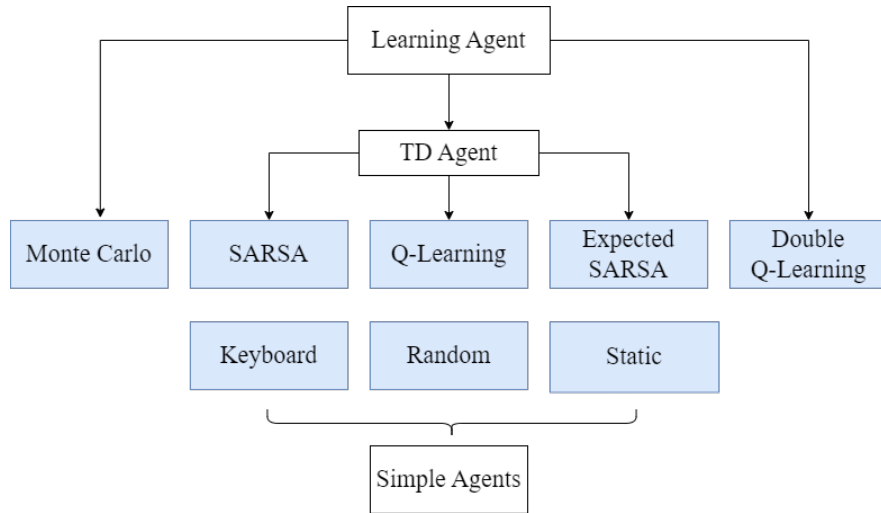 Learning Agent
TD Agent
Monte Carlo
SARSA
Q-Learning
Expected
SARSA
Double
Q-Learning
Keyboard
Random
Static
Simple Agents